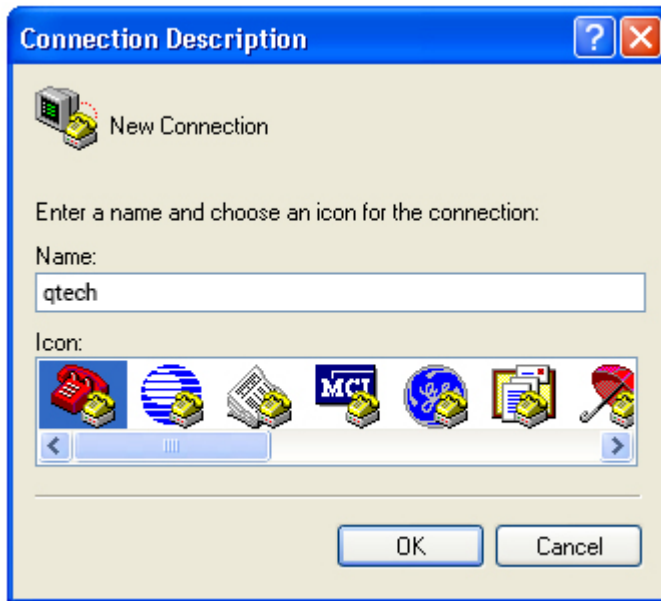 Connection Description
New Connection
Enter a name and choose an icon for the connection:
Name:
qtech
Icon:
MCI
OK Cancel